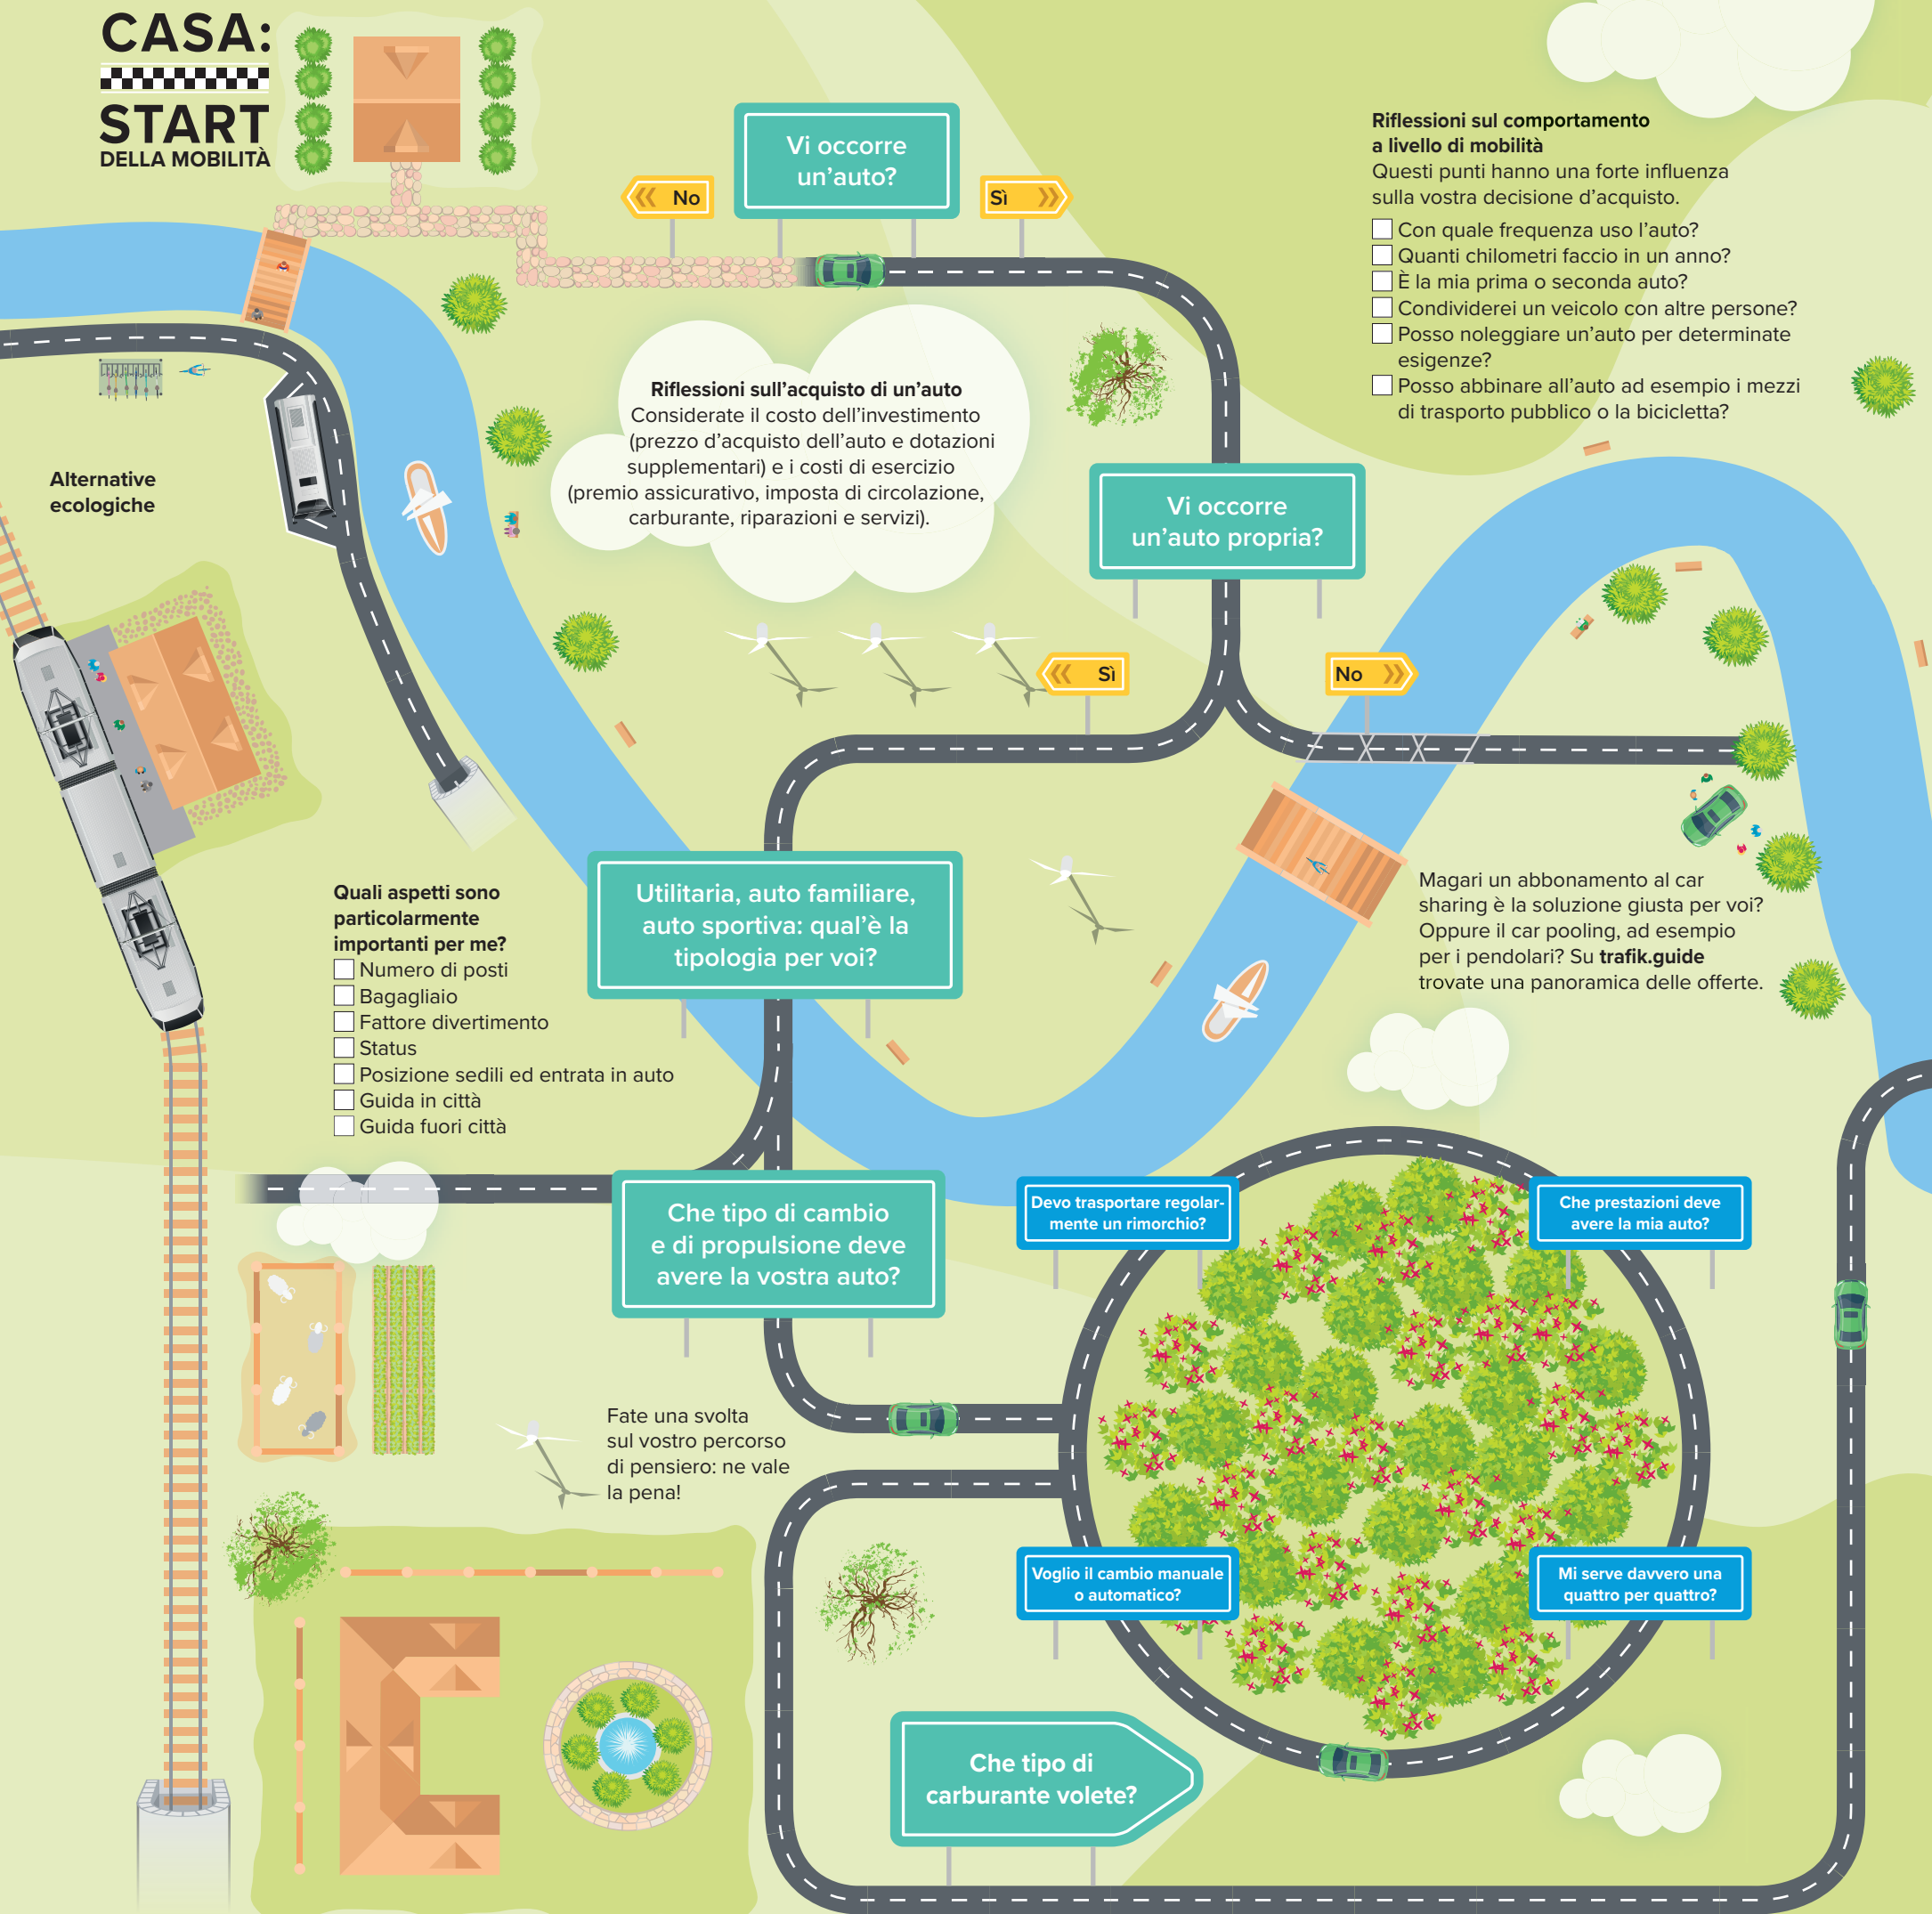 CASA:
START
DELLA MOBILITÀ
Vi occorre
un’auto?
No
Sì
Riflessioni sul comportamento
a livello di mobilità
Questi punti hanno una forte influenza
sulla vostra decisione d’acquisto.
Con quale frequenza uso l’auto?
Quanti chilometri faccio in un anno?
È la mia prima o seconda auto?
Condividerei un veicolo con altre persone?
Posso noleggiare un’auto per determinate
esigenze?
Posso abbinare all’auto ad esempio i mezzi
di trasporto pubblico o la bicicletta?
Riflessioni sull’acquisto di un’auto
Considerate il costo dell’investimento
(prezzo d’acquisto dell’auto e dotazioni
supplementari) e i costi di esercizio
(premio assicurativo, imposta di circolazione,
carburante, riparazioni e servizi).
Alternative
ecologiche
Vi occorre
un’auto propria?
Sì
No
Utilitaria, auto familiare,
auto sportiva: qual’è la
tipologia per voi?
Magari un abbonamento al car
sharing è la soluzione giusta per voi?
Oppure il car pooling, ad esempio
per i pendolari? Su trafik.guide
trovate una panoramica delle offerte.
Quali aspetti sono
particolarmente
importanti per me?
Numero di posti
Bagagliaio
Fattore divertimento
Status
Posizione sedili ed entrata in auto
Guida in città
Guida fuori città
Che tipo di cambio
e di propulsione deve
avere la vostra auto?
Devo trasportare regolar-
mente un rimorchio?
Che prestazioni deve
avere la mia auto?
Fate una svolta
sul vostro percorso
di pensiero: ne vale
la pena!
Voglio il cambio manuale
o automatico?
Mi serve davvero una
quattro per quattro?
Che tipo di
carburante volete?